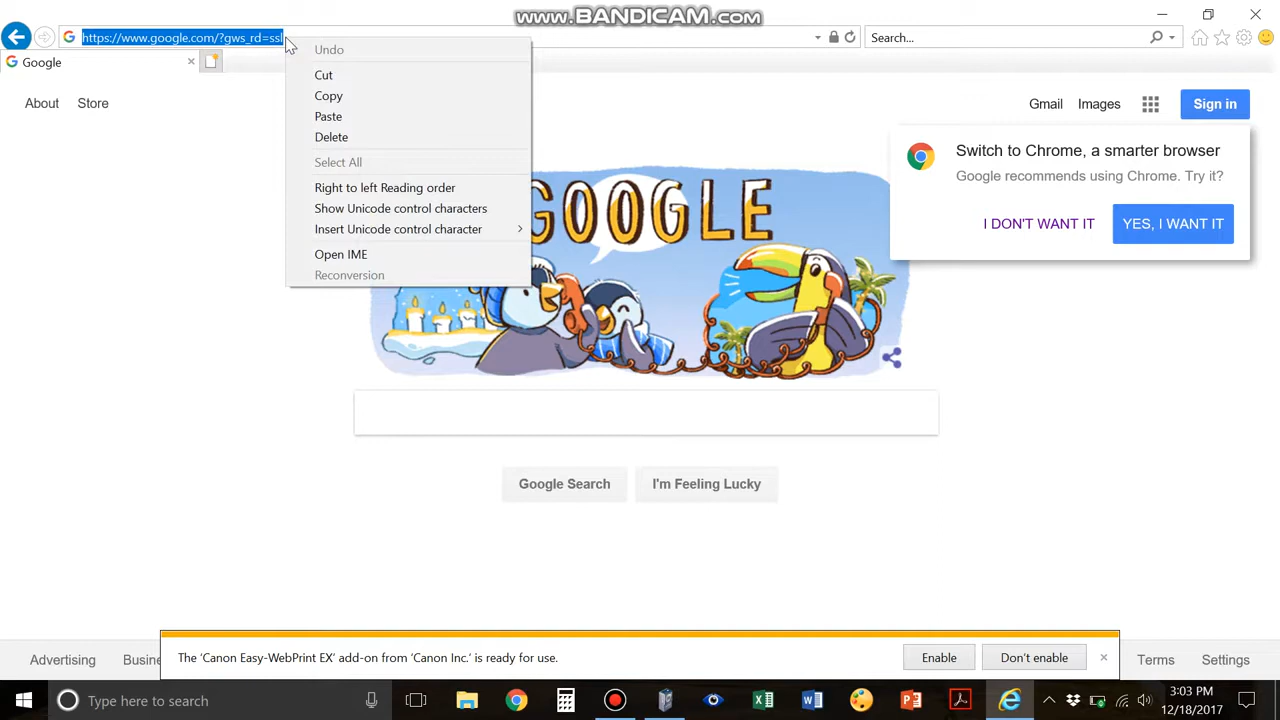 www.BANDICAM.com
https://www.google.com/?gws_rd=ssl
Search...
Google
Undo
Cut
Copy
Paste
Delete
Select All
Right to left Reading order
Show Unicode control characters
Insert Unicode control character
Open IME
Reconversion
About Store
Gmail Images Sign in
Switch to Chrome, a smarter browser
Google recommends using Chrome. Try it?
I DON'T WANT IT YES, I WANT IT
GOOGLE
Google Search I'm Feeling Lucky
The 'Canon Easy-WebPrint EX' add-on from 'Canon Inc.' is ready for use.
Enable Don't enable
Advertising Busine Terms Settings
Type here to search
3:03 PM
12/18/2017